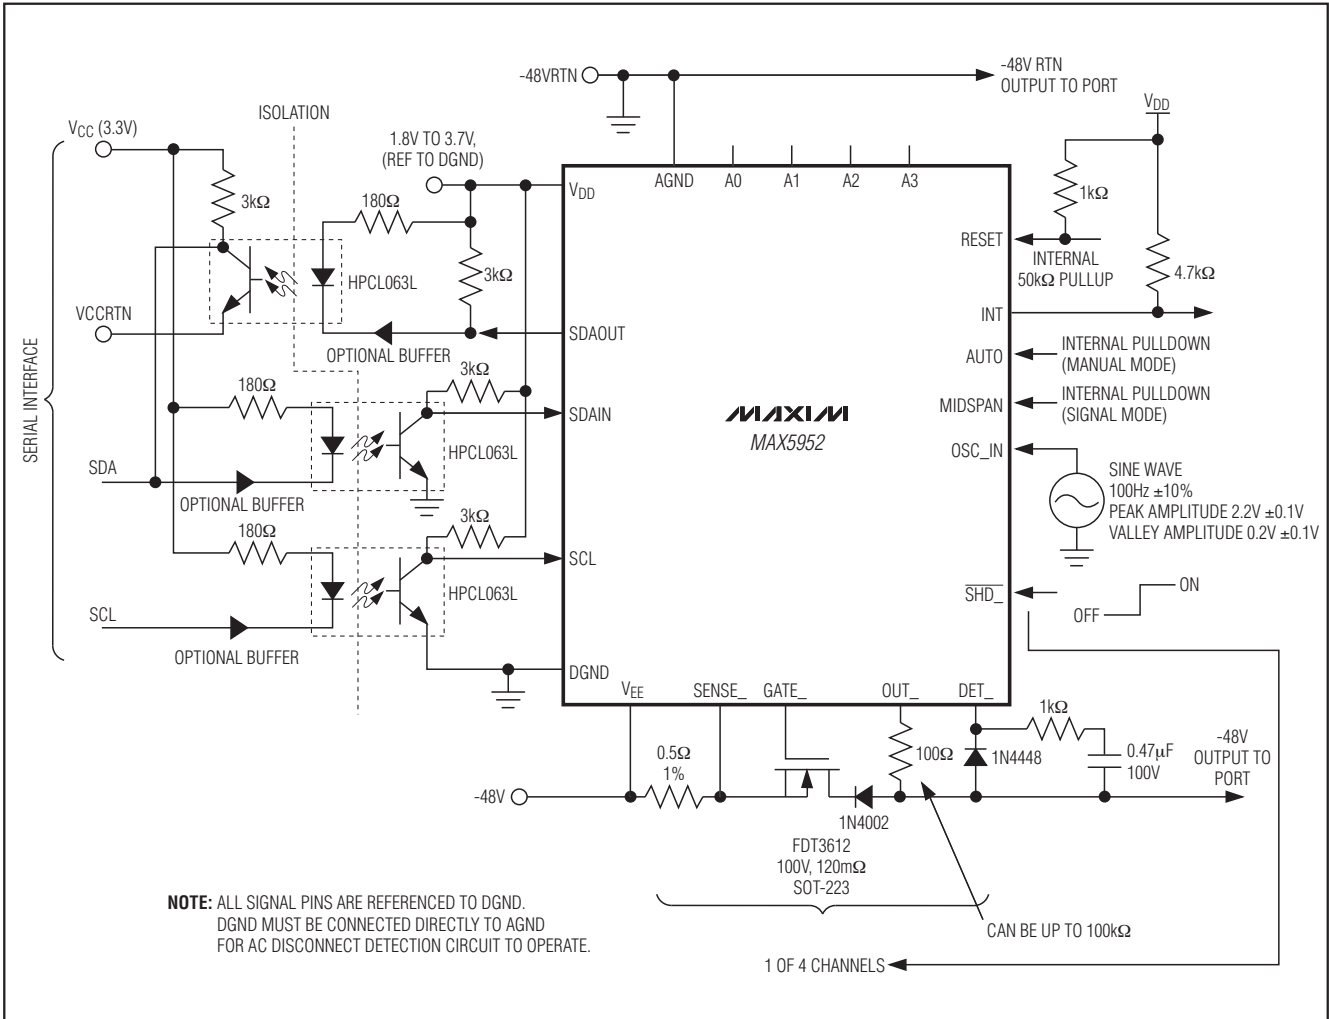 -48VRTN
-48V RTN
OUTPUT TO PORT
ISOLATION
VCC (3.3V)
1.8V TO 3.7V,
(REF TO DGND)
VDD
3kΩ
180Ω
HPCL063L
3kΩ
VCCRTN
OPTIONAL BUFFER
SERIAL INTERFACE
180Ω
3kΩ
HPCL063L
SDA
OPTIONAL BUFFER
180Ω
3kΩ
HPCL063L
SCL
OPTIONAL BUFFER
AGND
A0
A1
A2
A3
VDD
SDAOUT
SDAIN
SCL
DGND
MAXIM
MAX5952
RESET
INT
AUTO
MIDSPAN
OSC_IN
SHD_
VEE
SENSE_
GATE_
OUT_
DET_
1kΩ
INTERNAL
50kΩ PULLUP
4.7kΩ
INTERNAL PULLDOWN
(MANUAL MODE)
INTERNAL PULLDOWN
(SIGNAL MODE)
SINE WAVE
100Hz ±10%
PEAK AMPLITUDE 2.2V ±0.1V
VALLEY AMPLITUDE 0.2V ±0.1V
ON
OFF
-48V
0.5Ω
1%
1N4002
100Ω
1N4448
1kΩ
0.47μF
100V
-48V
OUTPUT TO
PORT
FDT3612
100V, 120mΩ
SOT-223
CAN BE UP TO 100kΩ
1 OF 4 CHANNELS
NOTE: ALL SIGNAL PINS ARE REFERENCED TO DGND.
DGND MUST BE CONNECTED DIRECTLY TO AGND
FOR AC DISCONNECT DETECTION CIRCUIT TO OPERATE.